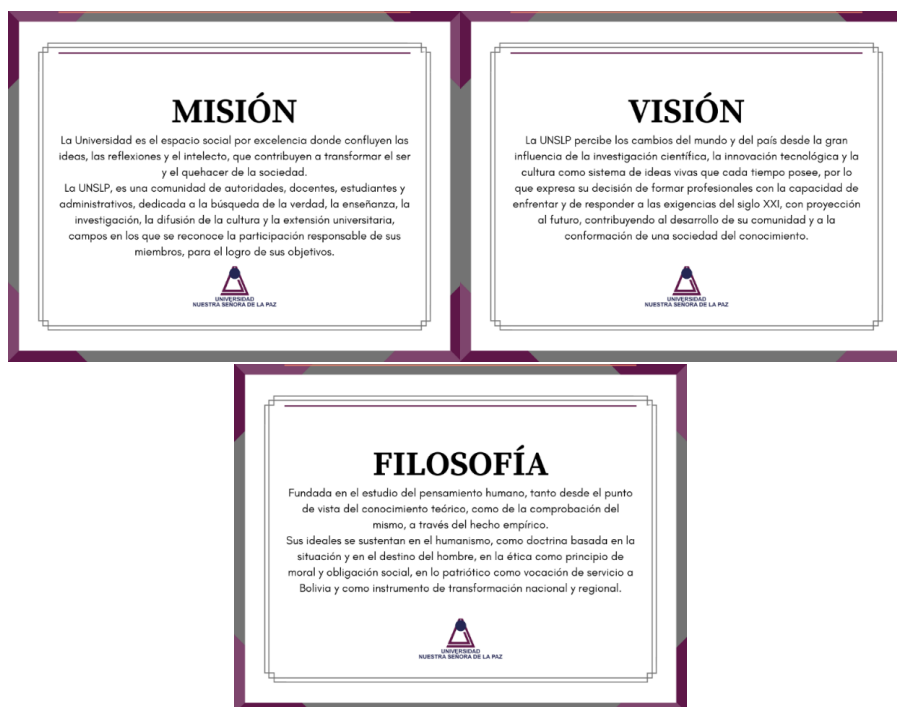 MISIÓN
La Universidad es el espacio social por excelencia donde confluyen las
ideas, las reflexiones y el intelecto, que contribuyen a transformar el ser
y el quehacer de la sociedad.
La UNSLP, es una comunidad de autoridades, docentes, estudiantes y
administrativos, dedicada a la búsqueda de la verdad, la enseñanza, la
investigación, la difusión de la cultura y la extensión universitaria,
campos en los que se reconoce la participación responsable de sus
miembros, para el logro de sus objetivos.
UNIVERSIDAD
NUESTRA SEÑORA DE LA PAZ
VISIÓN
La UNSLP percibe los cambios del mundo y del país desde la gran
influencia de la investigación científica, la innovación tecnológica y la
cultura como sistema de ideas vivas que cada tiempo posee, por lo
que expresa su decisión de formar profesionales con la capacidad de
enfrentar y de responder a las exigencias del siglo XXI, con proyección
al futuro, contribuyendo al desarrollo de su comunidad y a la
conformación de una sociedad del conocimiento.
UNIVERSIDAD
NUESTRA SEÑORA DE LA PAZ
FILOSOFÍA
Fundada en el estudio del pensamiento humano, tanto desde el punto
de vista del conocimiento teórico, como de la comprobación del
mismo, a través del hecho empírico.
Sus ideales se sustentan en el humanismo, como doctrina basada en la
situación y en el destino del hombre, en la ética como principio de
moral y obligación social, en lo patriótico como vocación de servicio a
Bolivia y como instrumento de transformación nacional y regional.
UNIVERSIDAD
NUESTRA SEÑORA DE LA PAZ